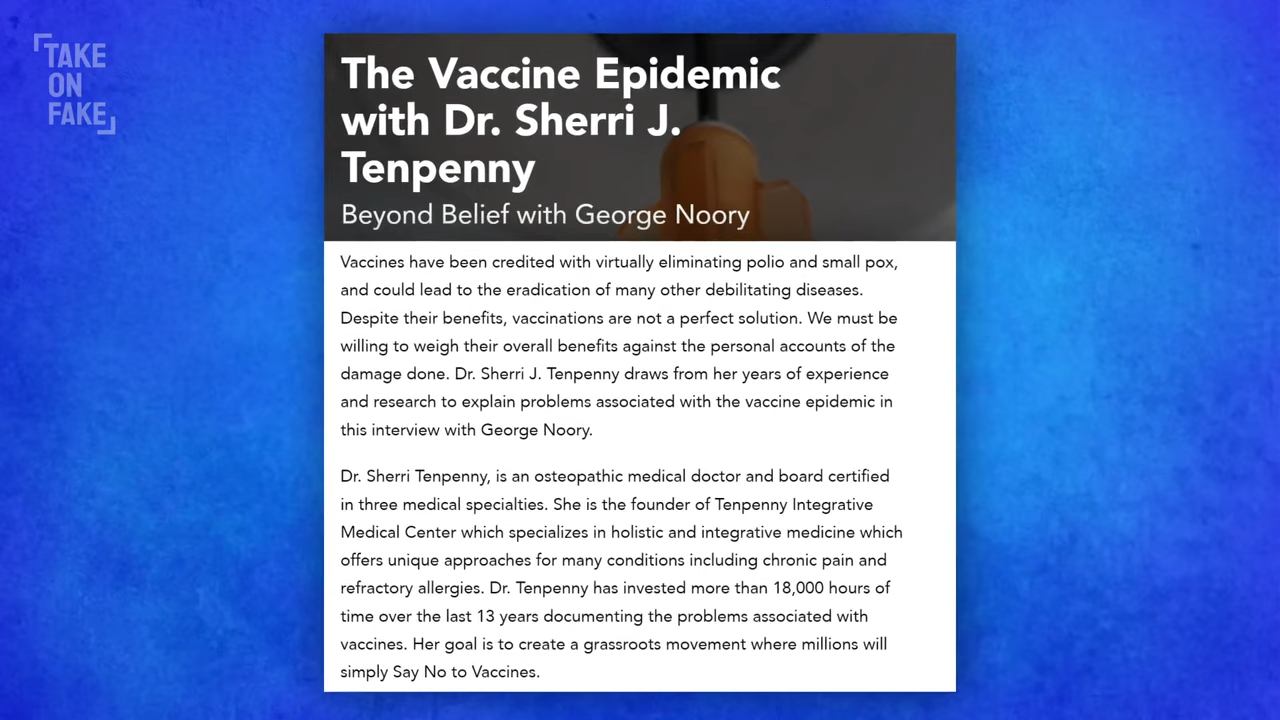 TAKE
ON
FAKE
The Vaccine Epidemic
with Dr. Sherri J.
Tenpenny
Beyond Belief with George Noory
Vaccines have been credited with virtually eliminating polio and small pox,
and could lead to the eradication of many other debilitating diseases.
Despite their benefits, vaccinations are not a perfect solution. We must be
willing to weigh their overall benefits against the personal accounts of the
damage done. Dr. Sherri J. Tenpenny draws from her years of experience
and research to explain problems associated with the vaccine epidemic in
this interview with George Noory.
Dr. Sherri Tenpenny, is an osteopathic medical doctor and board certified
in three medical specialties. She is the founder of Tenpenny Integrative
Medical Center which specializes in holistic and integrative medicine which
offers unique approaches for many conditions including chronic pain and
refractory allergies. Dr. Tenpenny has invested more than 18,000 hours of
time over the last 13 years documenting the problems associated with
vaccines. Her goal is to create a grassroots movement where millions will
simply Say No to Vaccines.